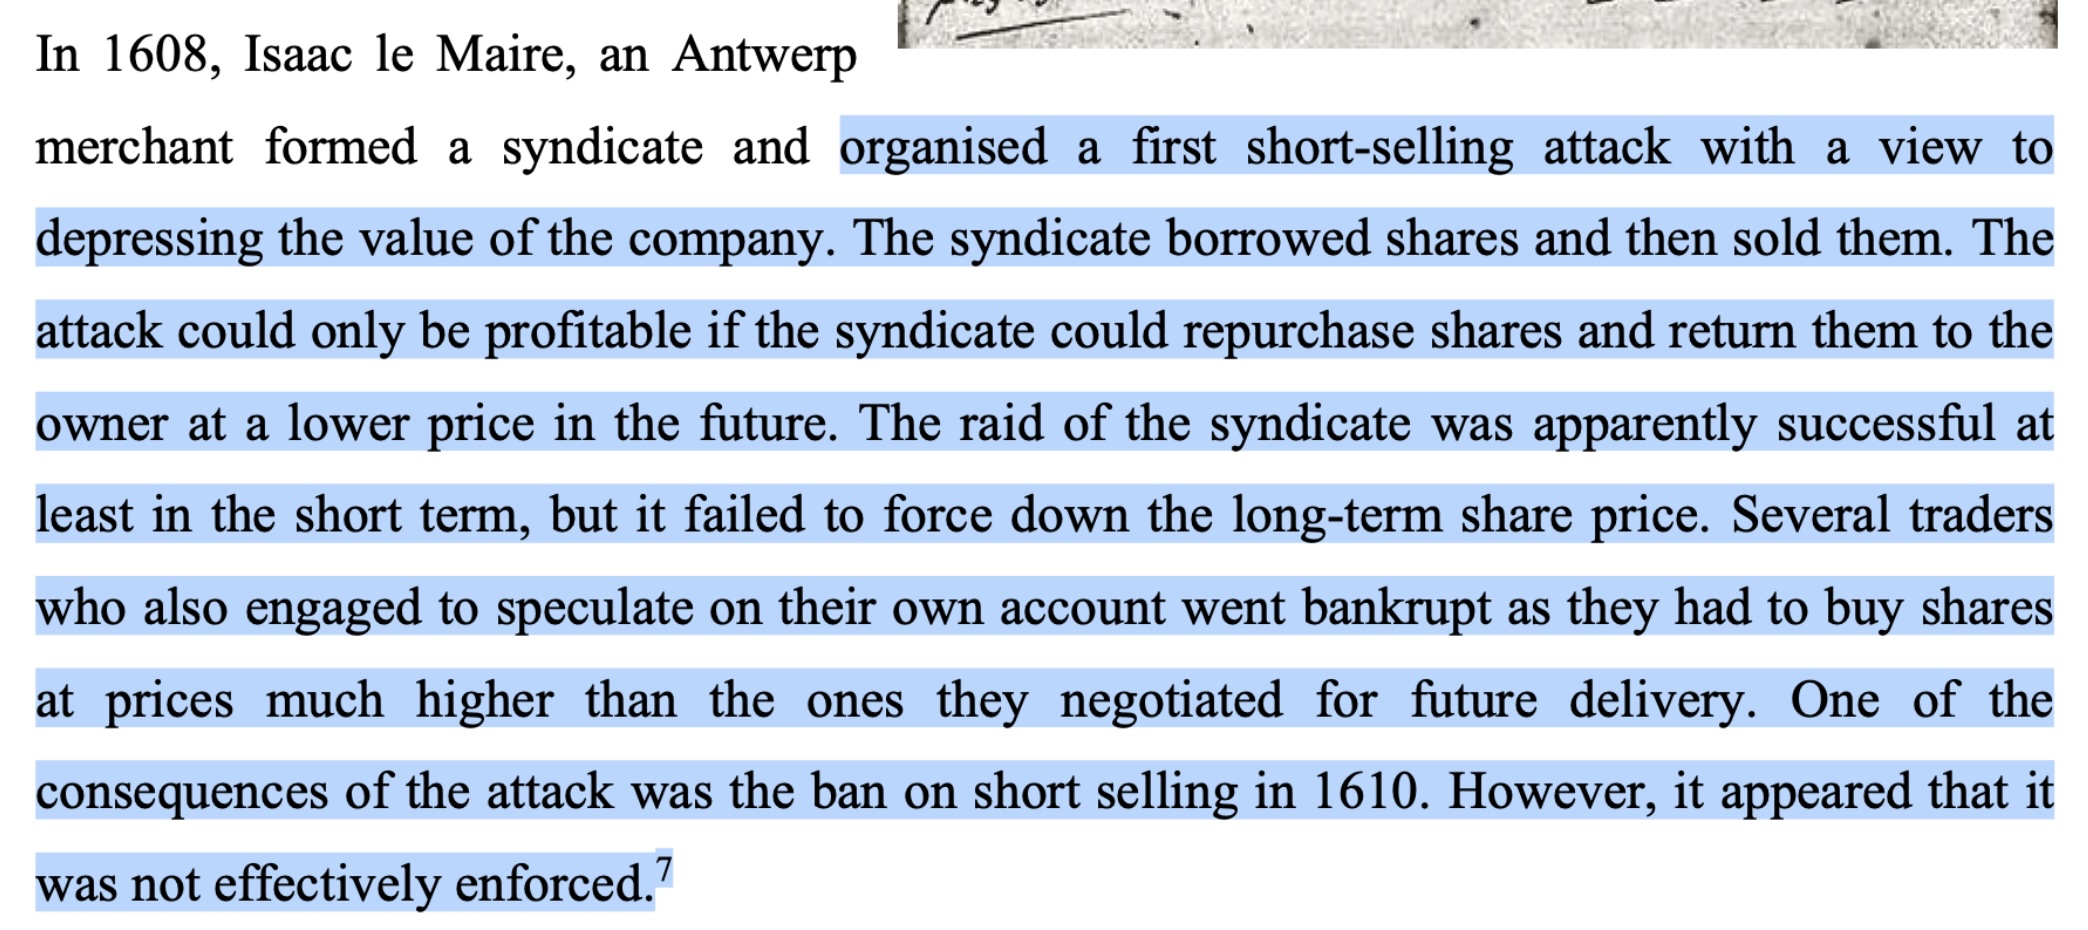 In 1608, Isaac le Maire, an Antwerp
merchant formed a syndicate and organised a first short-selling attack with a view to
depressing the value of the company. The syndicate borrowed shares and then sold them. The
attack could only be profitable if the syndicate could repurchase shares and return them to the
owner at a lower price in the future. The raid of the syndicate was apparently successful at
least in the short term, but it failed to force down the long-term share price. Several traders
who also engaged to speculate on their own account went bankrupt as they had to buy shares
at prices much higher than the ones they negotiated for future delivery. One of the
consequences of the attack was the ban on short selling in 1610. However, it appeared that it
was not effectively enforced.7